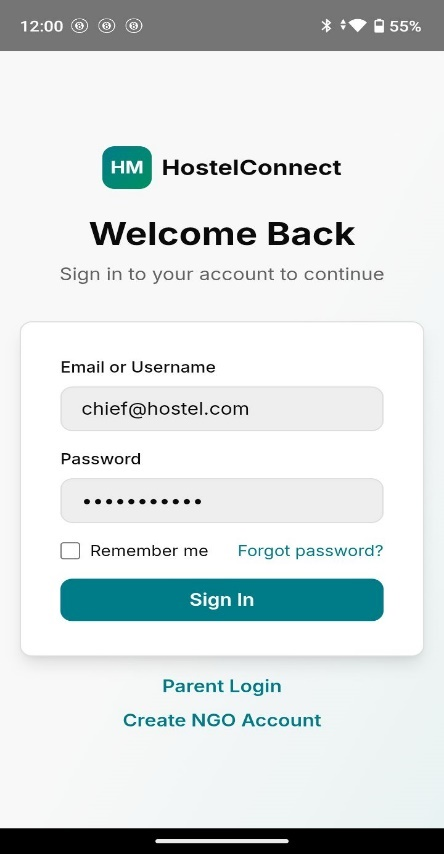 12:00 55%
HM HostelConnect
Welcome Back
Sign in to your account to continue
Email or Username
chief@hostel.com
Password
•••••••••••
Remember me Forgot password?
Sign In
Parent Login
Create NGO Account